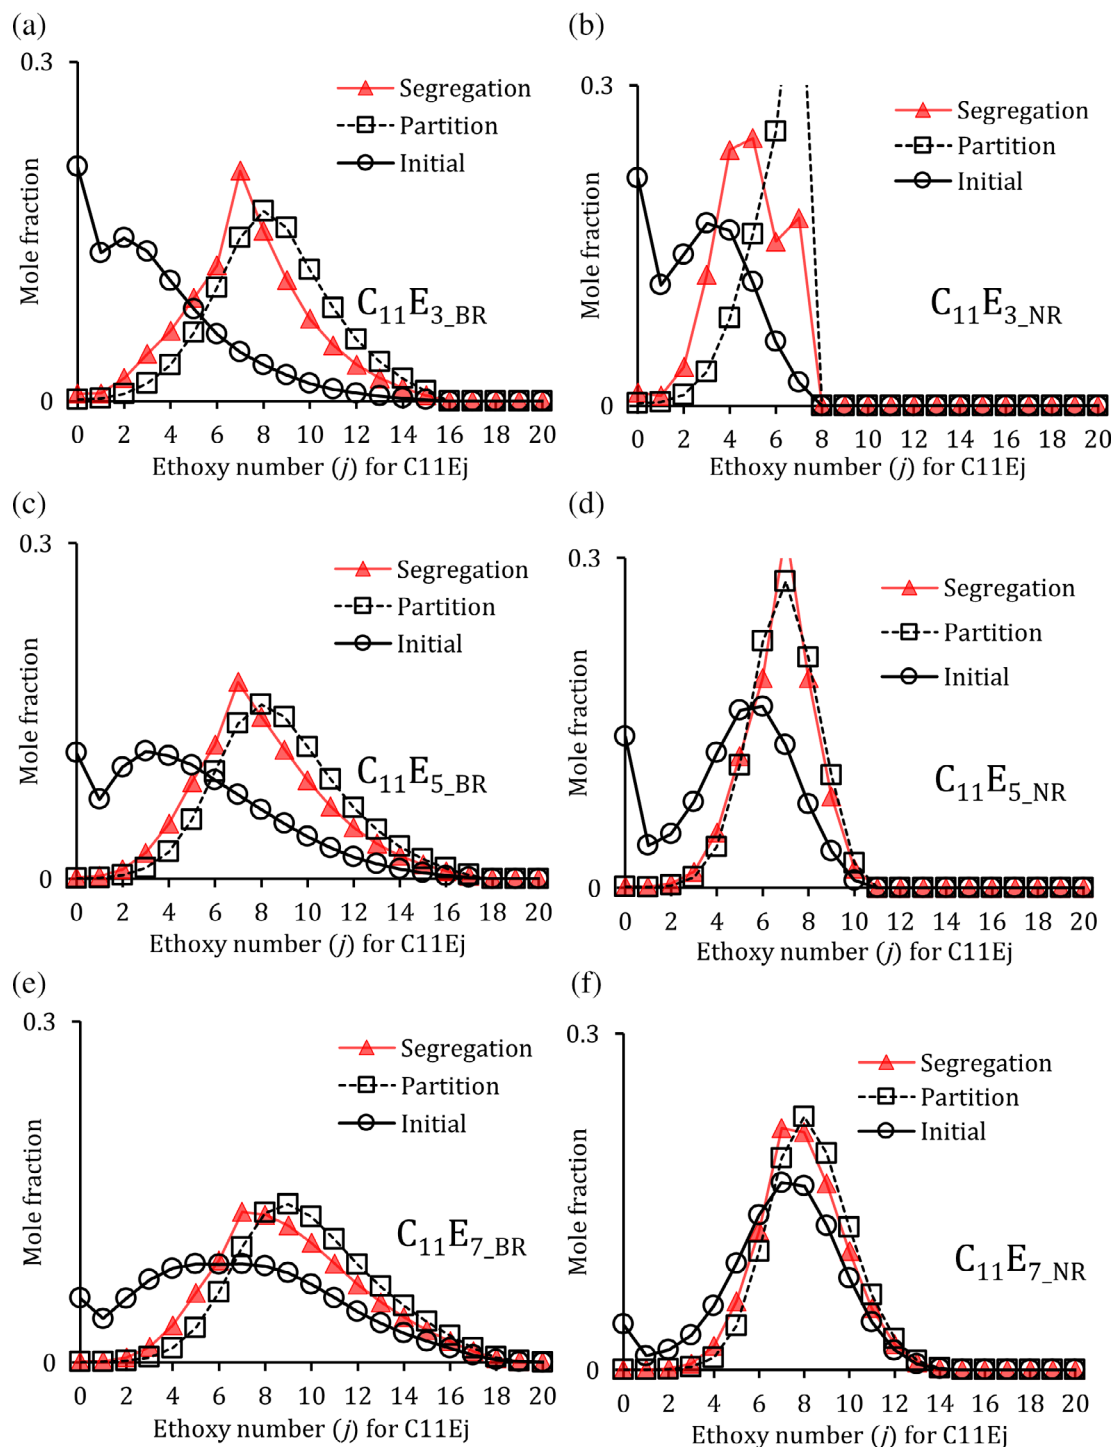 (a)
0.3
Segregation
Partition
Initial
Mole fraction
C11E3_BR
0
0 2 4 6 8 10 12 14 16 18 20
Ethoxy number (j) for C11Ej
(b)
0.3
Segregation
Partition
Initial
Mole fraction
C11E3_NR
0
0 2 4 6 8 10 12 14 16 18 20
Ethoxy number (j) for C11Ej
(c)
0.3
Segregation
Partition
Initial
Mole fraction
C11E5_BR
0
0 2 4 6 8 10 12 14 16 18 20
Ethoxy number (j) for C11Ej
(d)
0.3
Segregation
Partition
Initial
Mole fraction
C11E5_NR
0
0 2 4 6 8 10 12 14 16 18 20
Ethoxy number (j) for C11Ej
(e)
0.3
Segregation
Partition
Initial
Mole fraction
C11E7_BR
0
0 2 4 6 8 10 12 14 16 18 20
Ethoxy number (j) for C11Ej
(f)
0.3
Segregation
Partition
Initial
Mole fraction
C11E7_NR
0
0 2 4 6 8 10 12 14 16 18 20
Ethoxy number (j) for C11Ej